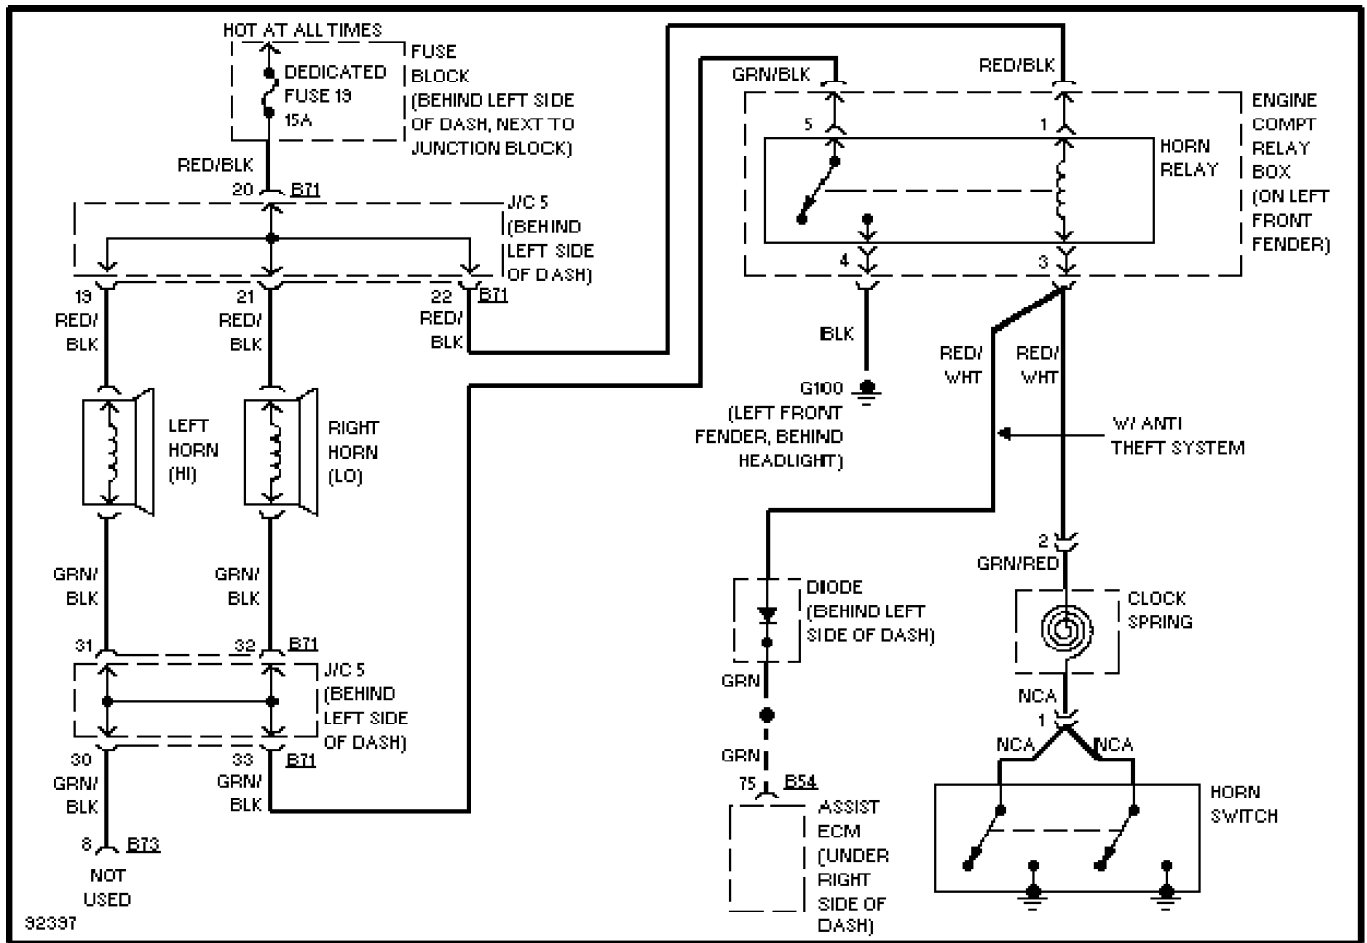 HOT AT ALL TIMES
DEDICATED
FUSE 19
15A
FUSE
BLOCK
(BEHIND LEFT SIDE
OF DASH, NEXT TO
JUNCTION BLOCK)
RED/BLK
20 B71
J/C 5
(BEHIND
LEFT SIDE
OF DASH)
19
21
22 B71
RED/
BLK
RED/
BLK
RED/
BLK
LEFT
HORN
(HI)
RIGHT
HORN
(LO)
GRN/
BLK
GRN/
BLK
31
32 B71
J/C 5
(BEHIND
LEFT SIDE
OF DASH)
30
33 B71
GRN/
BLK
GRN/
BLK
8 B73
NOT
USED
92397
GRN/BLK
RED/BLK
5
1
HORN
RELAY
ENGINE
COMPT
RELAY
BOX
(ON LEFT
FRONT
FENDER)
4
3
BLK
G100
(LEFT FRONT
FENDER, BEHIND
HEADLIGHT)
RED/
WHT
RED/
WHT
W/ ANTI
THEFT SYSTEM
2
GRN/RED
DIODE
(BEHIND LEFT
SIDE OF DASH)
CLOCK
SPRING
GRN
GRN
75 B54
ASSIST
ECM
(UNDER
RIGHT
SIDE OF
DASH)
NCA
1
NCA
NCA
HORN
SWITCH